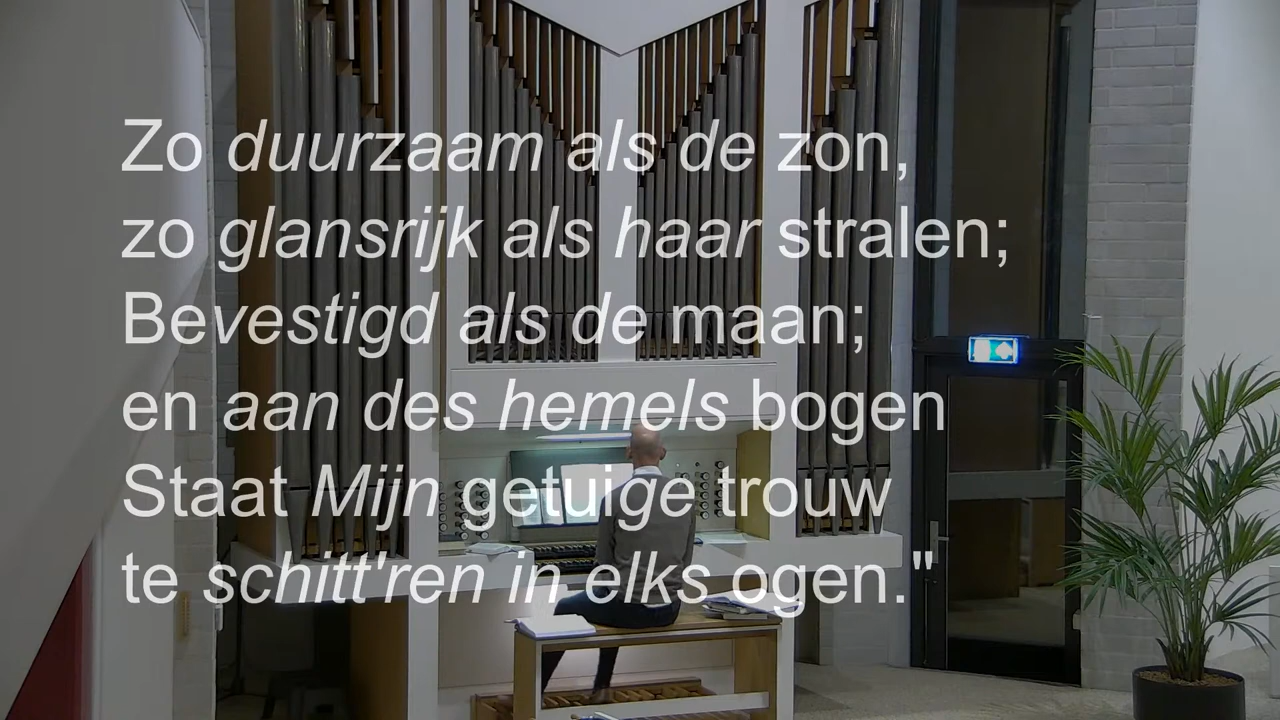 Zo duurzaam als de zon,
zo glansrijk als haar stralen;
Bevestigd als de maan;
en aan des hemels bogen
Staat Mijn getuige trouw
te schitt'ren in elks ogen."